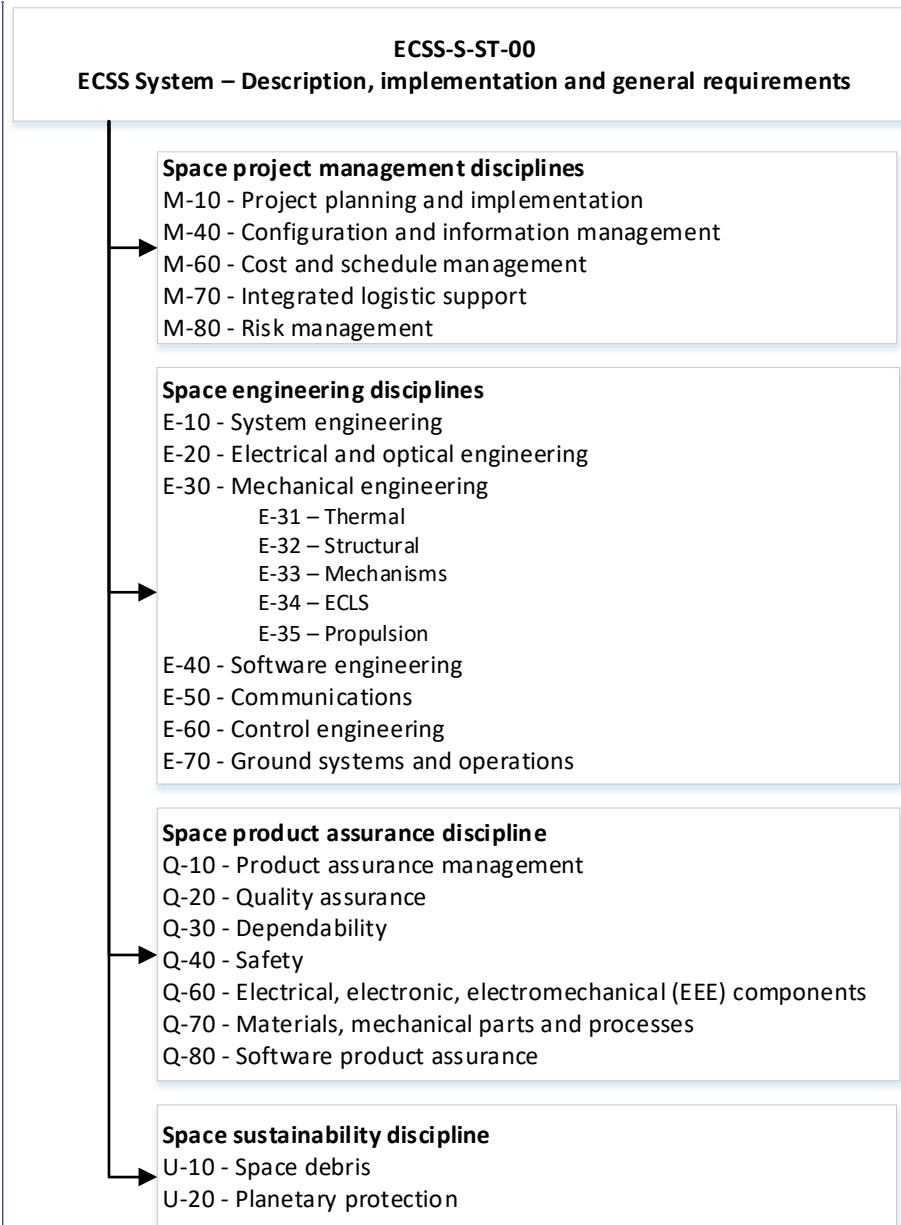 ECSS-S-ST-00
ECSS System – Description, implementation and general requirements
Space project management disciplines
M-10 - Project planning and implementation
M-40 - Configuration and information management
M-60 - Cost and schedule management
M-70 - Integrated logistic support
M-80 - Risk management
Space engineering disciplines
E-10 - System engineering
E-20 - Electrical and optical engineering
E-30 - Mechanical engineering
E-31 – Thermal
E-32 – Structural
E-33 – Mechanisms
E-34 – ECLS
E-35 – Propulsion
E-40 - Software engineering
E-50 - Communications
E-60 - Control engineering
E-70 - Ground systems and operations
Space product assurance discipline
Q-10 - Product assurance management
Q-20 - Quality assurance
Q-30 - Dependability
Q-40 - Safety
Q-60 - Electrical, electronic, electromechanical (EEE) components
Q-70 - Materials, mechanical parts and processes
Q-80 - Software product assurance
Space sustainability discipline
U-10 - Space debris
U-20 - Planetary protection